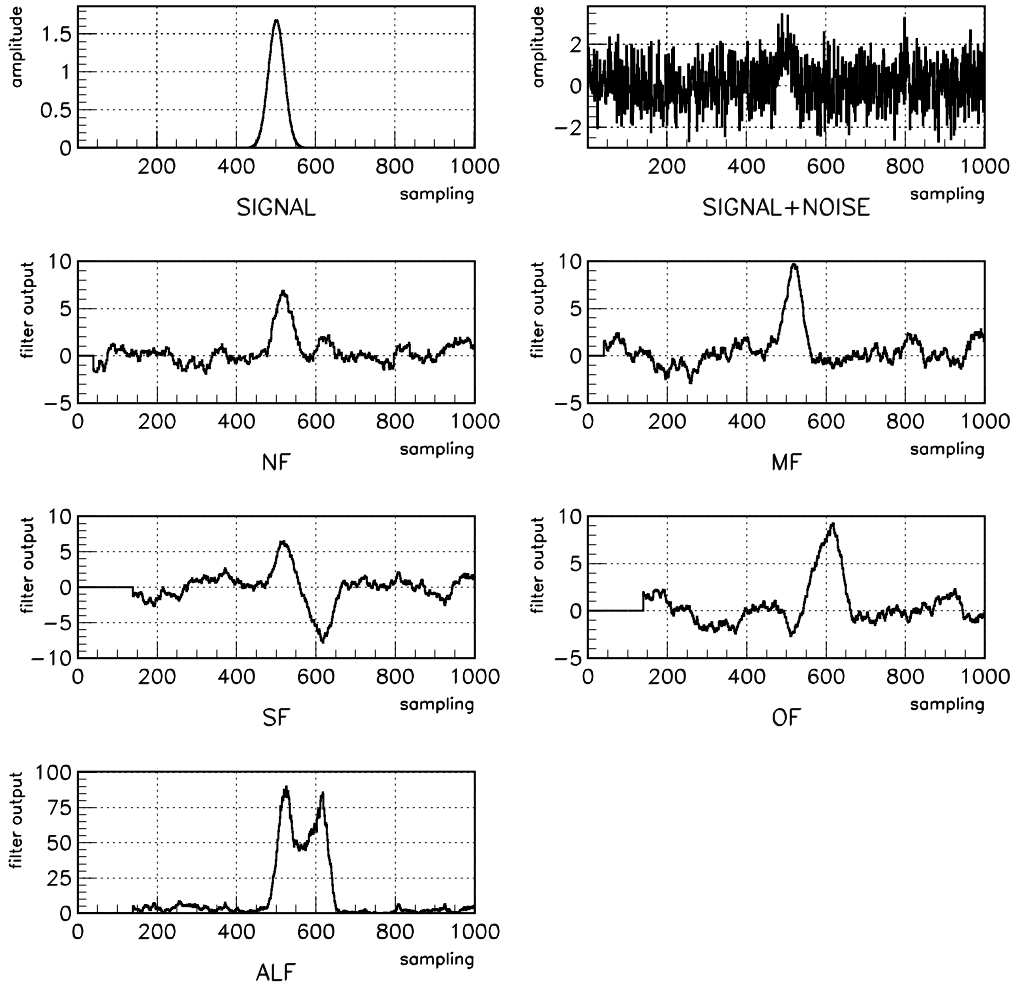 amplitude
1.5
1
0.5
0
200 400 600 800 1000
sampling
SIGNAL
amplitude
2
0
−2
200 400 600 800 1000
sampling
SIGNAL+NOISE
filter output
10
5
0
−5
0 200 400 600 800 1000
sampling
NF
filter output
10
5
0
−5
0 200 400 600 800 1000
sampling
MF
filter output
10
5
0
−5
−10
0 200 400 600 800 1000
sampling
SF
filter output
10
5
0
−5
0 200 400 600 800 1000
sampling
OF
filter output
100
75
50
25
0
0 200 400 600 800 1000
sampling
ALF